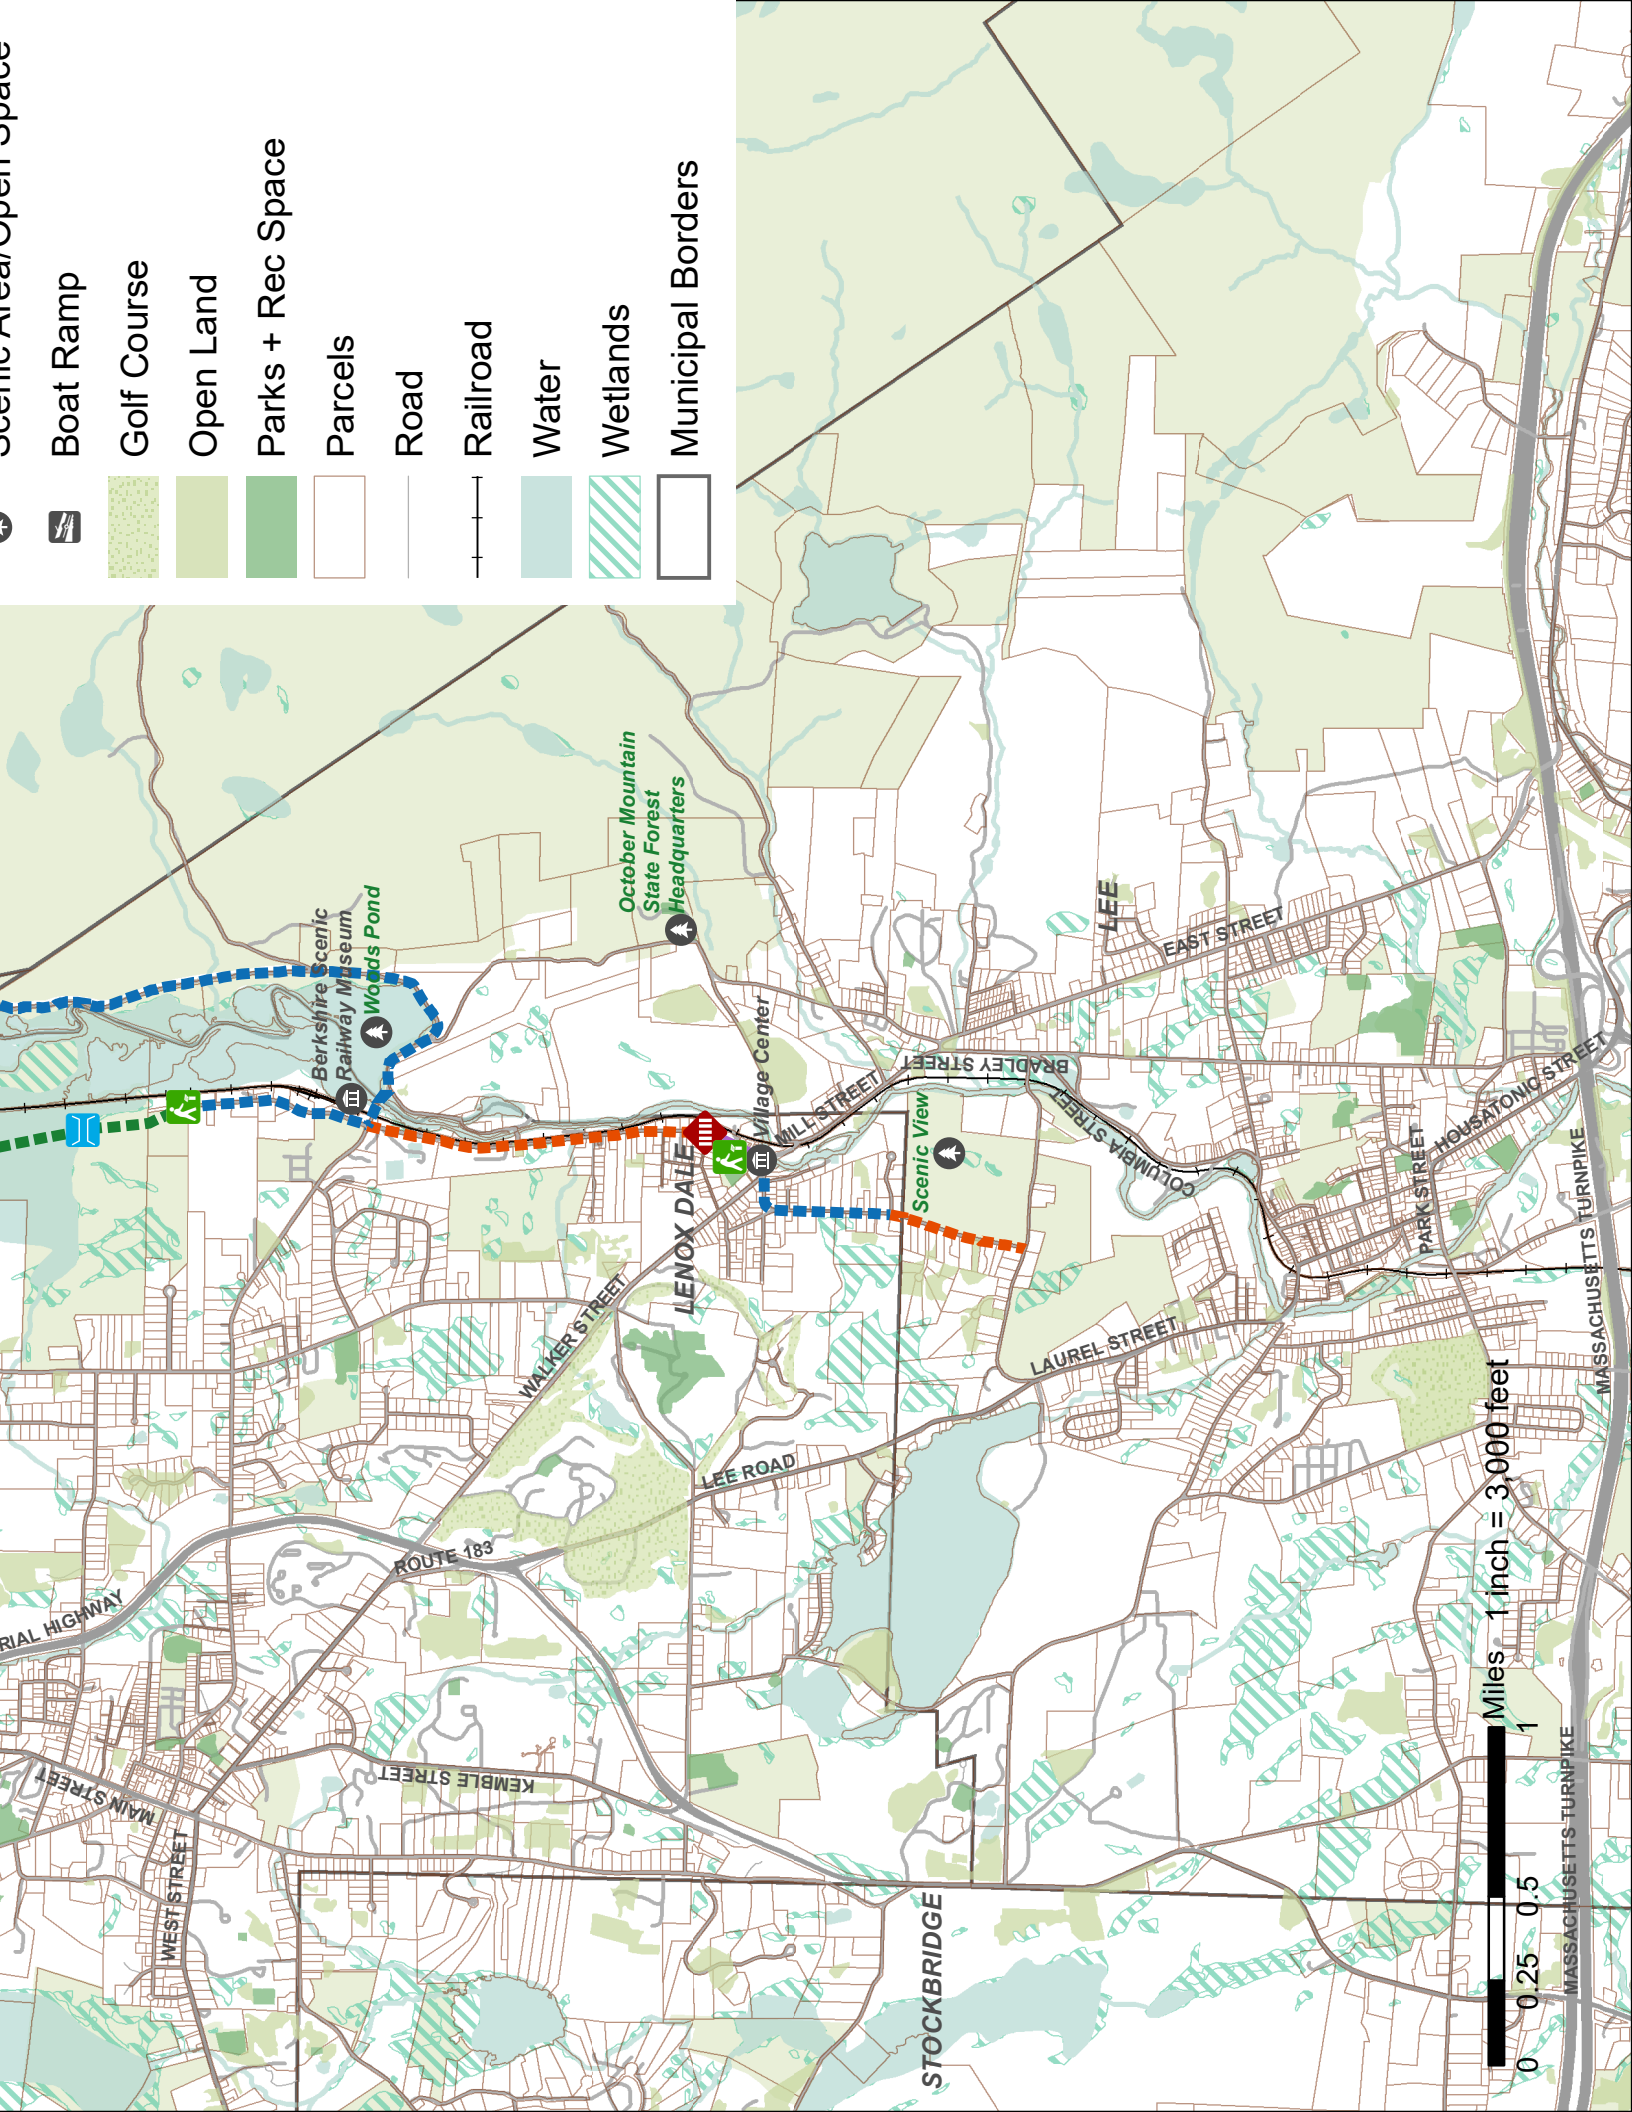 Scenic Area/Open Space
Boat Ramp
Golf Course
Open Land
Parks + Rec Space
Parcels
Road
Railroad
Water
Wetlands
Municipal Borders
Berkshire Scenic
Railway Museum
Woods Pond
October Mountain
State Forest
Headquarters
Village Center
Scenic View
LENOX DALE
LEE
STOCKBRIDGE
MILL STREET
BRADLEY STREET
COLUMBIA STREET
EAST STREET
HOUSATONIC STREET
PARK STREET
LAUREL STREET
WALKER STREET
LEE ROAD
ROUTE 183
RIAL HIGHWAY
KEMBLE STREET
MAIN STREET
WEST STREET
MASSACHUSETTS TURNPIKE
MASSACHUSETTS TURNPIKE
MASSACHUSETTS TURNPIKE
1 inch = 3,000 feet
Miles
0 0.25 0.5 1